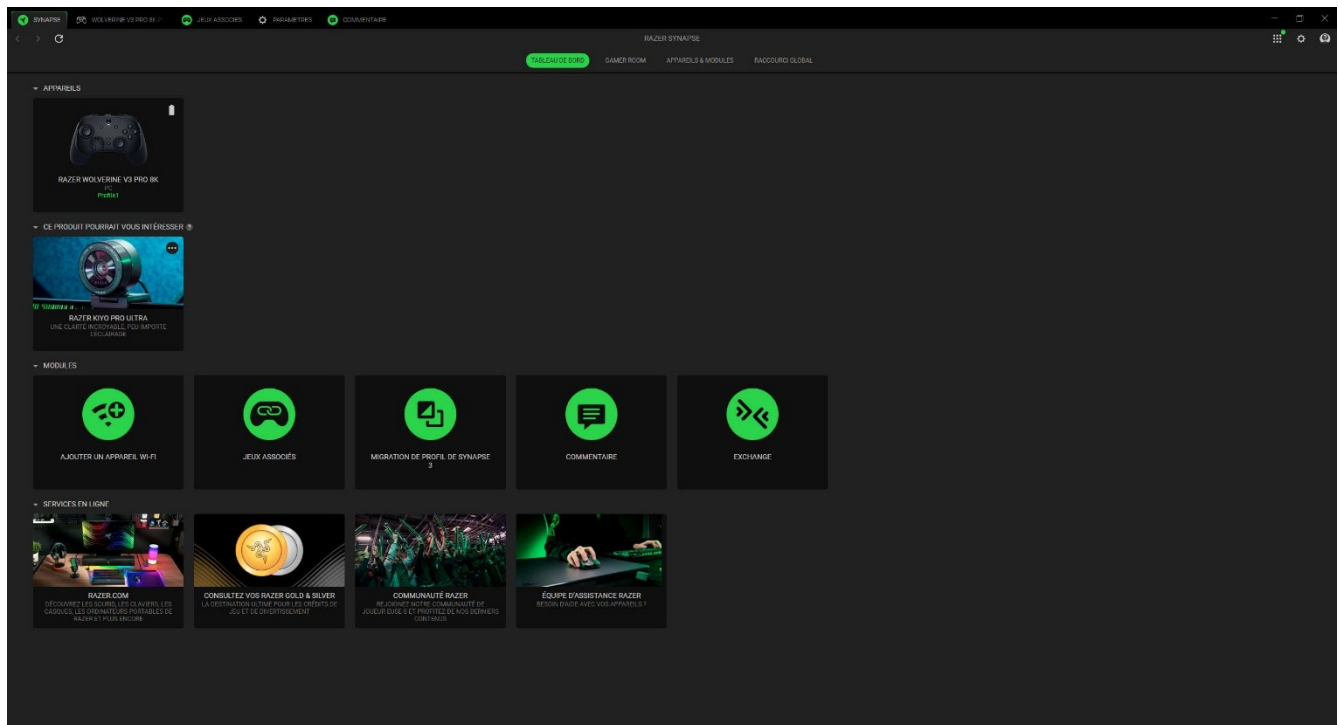 SYNAPSE
WOLVERINE V3 PRO 8K P
JEUX ASSOCIÉS
PARAMÈTRES
COMMENTAIRE
RAZER SYNAPSE
TABLEAU DE BORD
GAMER ROOM
APPAREILS & MODULES
RACCOURCI GLOBAL
APPAREILS
RAZER WOLVERINE V3 PRO 8K
PC
Profile1
CE PRODUIT POURRAIT VOUS INTÉRESSER ?
RAZER KIYO PRO ULTRA
UNE CLARTÉ INCROYABLE, PEU IMPORTE
L'ÉCLAIRAGE
MODULES
AJOUTER UN APPAREIL WI-FI
JEUX ASSOCIÉS
MIGRATION DE PROFIL DE SYNAPSE
3
COMMENTAIRE
EXCHANGE
SERVICES EN LIGNE
RAZER.COM
DÉCOUVREZ LES SOURIS, LES CLAVIERS, LES
CASQUES, LES ORDINATEURS PORTABLES DE
RAZER ET PLUS ENCORE
CONSULTEZ VOS RAZER GOLD & SILVER
LA DESTINATION ULTIME POUR LES CRÉDITS DE
JEU ET DE DIVERTISSEMENT
COMMUNAUTÉ RAZER
REJOIGNEZ NOTRE COMMUNAUTÉ DE
JOUEUR·EUSE·S ET PROFITEZ DE NOS DERNIERS
CONTENUS
ÉQUIPE D'ASSISTANCE RAZER
BESOIN D'AIDE AVEC VOS APPAREILS ?